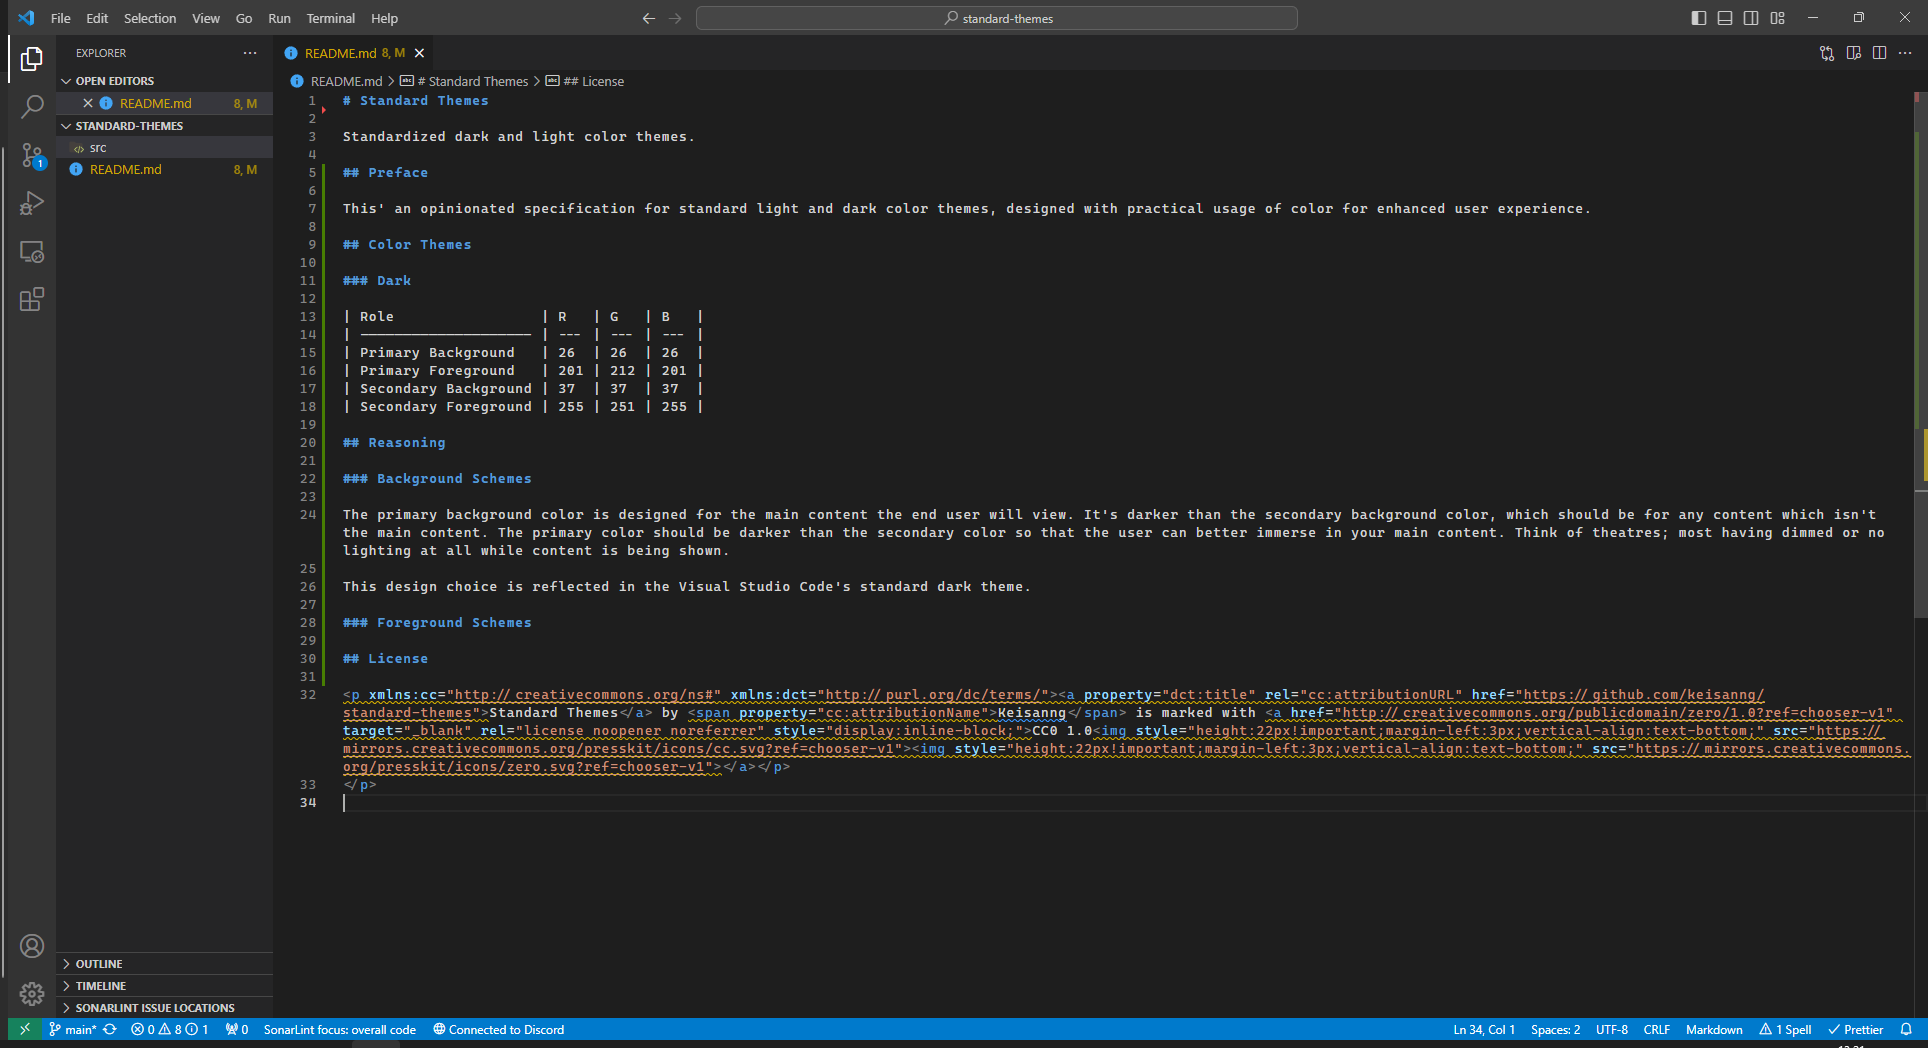 File Edit Selection View Go Run Terminal Help
standard-themes
EXPLORER
OPEN EDITORS
README.md 8, M
STANDARD-THEMES
src
README.md 8, M
1
OUTLINE
TIMELINE
SONARLINT ISSUE LOCATIONS
README.md 8, M
README.md > # Standard Themes > ## License
1 # Standard Themes
2
3 Standardized dark and light color themes.
4
5 ## Preface
6
7 This' an opinionated specification for standard light and dark color themes, designed with practical usage of color for enhanced user experience.
8
9 ## Color Themes
10
11 ### Dark
12
13 | Role | R | G | B |
14 | -------------------- | --- | --- | --- |
15 | Primary Background | 26 | 26 | 26 |
16 | Primary Foreground | 201 | 212 | 201 |
17 | Secondary Background | 37 | 37 | 37 |
18 | Secondary Foreground | 255 | 251 | 255 |
19
20 ## Reasoning
21
22 ### Background Schemes
23
24 The primary background color is designed for the main content the end user will view. It's darker than the secondary background color, which should be for any content which isn't
the main content. The primary color should be darker than the secondary color so that the user can better immerse in your main content. Think of theatres; most having dimmed or no
lighting at all while content is being shown.
25
26 This design choice is reflected in the Visual Studio Code's standard dark theme.
27
28 ### Foreground Schemes
29
30 ## License
31
32 <p xmlns:cc="http://creativecommons.org/ns#" xmlns:dct="http://purl.org/dc/terms/"><a property="dct:title" rel="cc:attributionURL" href="https://github.com/keisanng/
standard-themes">Standard Themes</a> by <span property="cc:attributionName">Keisanng</span> is marked with <a href="http://creativecommons.org/publicdomain/zero/1.0?ref=chooser-v1"
target="_blank" rel="license noopener noreferrer" style="display:inline-block;">CC0 1.0<img style="height:22px!important;margin-left:3px;vertical-align:text-bottom;" src="https://
mirrors.creativecommons.org/presskit/icons/cc.svg?ref=chooser-v1"><img style="height:22px!important;margin-left:3px;vertical-align:text-bottom;" src="https://mirrors.creativecommons.
org/presskit/icons/zero.svg?ref=chooser-v1"></a></p>
33 </p>
34
main* 0 8 1 0 SonarLint focus: overall code Connected to Discord Ln 34, Col 1 Spaces: 2 UTF-8 CRLF Markdown 1 Spell Prettier